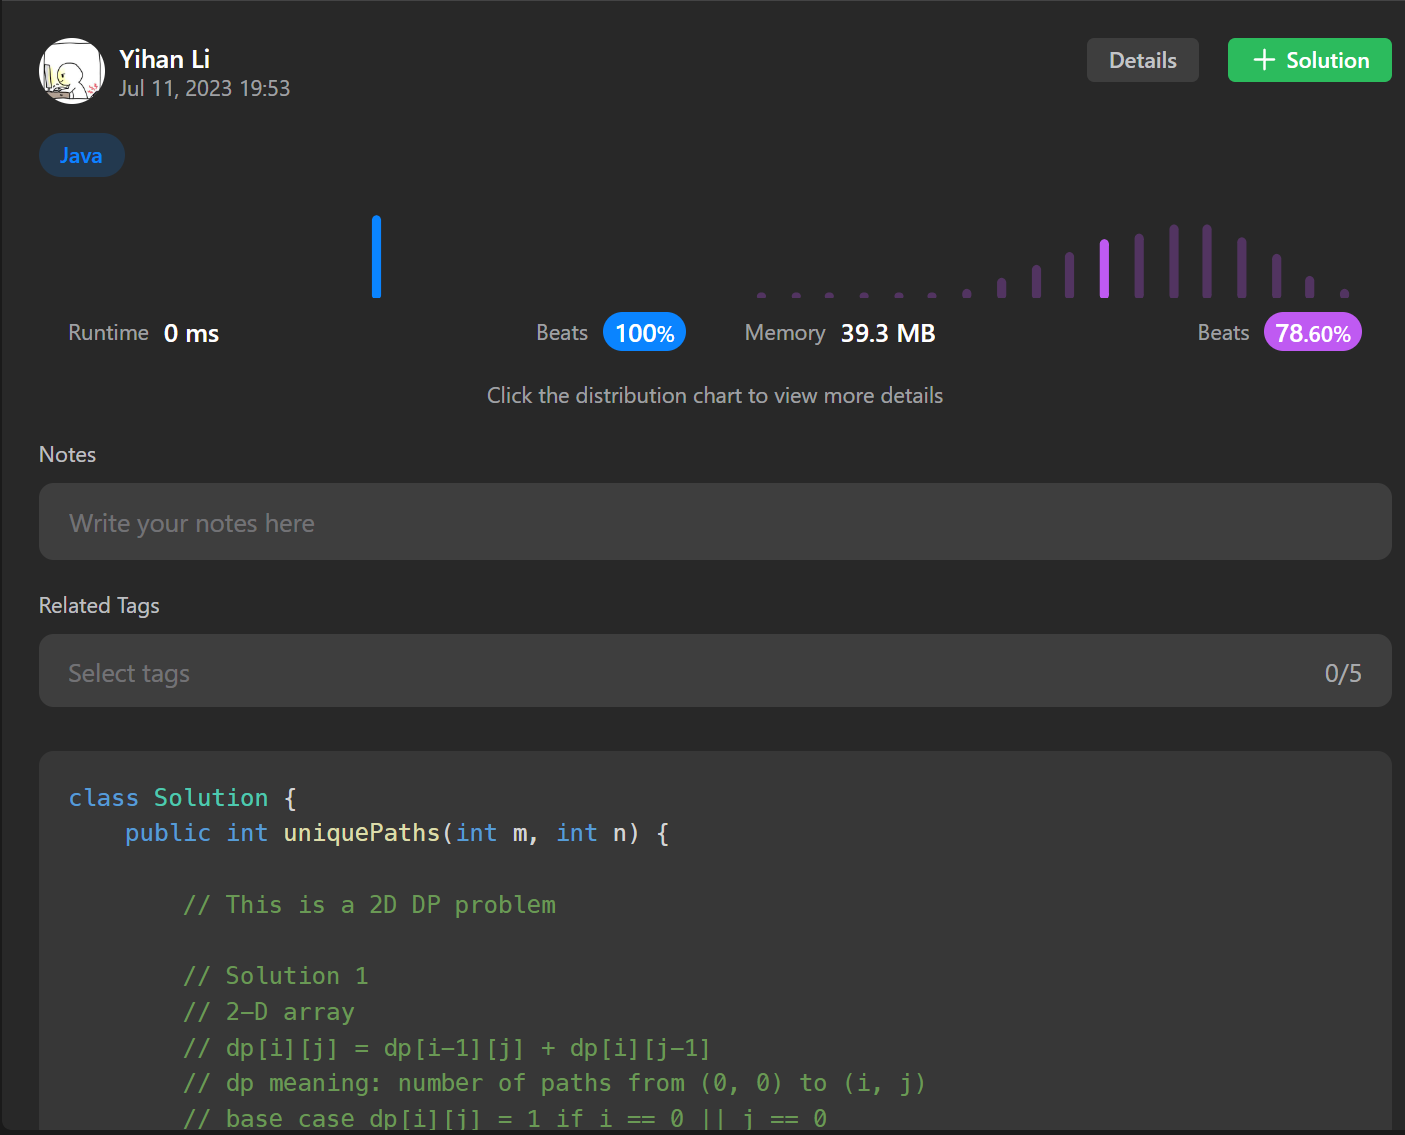 Yihan Li
Jul 11, 2023 19:53
Details
+ Solution
Java
Runtime 0 ms Beats 100% Memory 39.3 MB Beats 78.60%
Click the distribution chart to view more details
Notes
Write your notes here
Related Tags
Select tags 0/5
class Solution {
    public int uniquePaths(int m, int n) {
        // This is a 2D DP problem
        // Solution 1
        // 2-D array
        // dp[i][j] = dp[i-1][j] + dp[i][j-1]
        // dp meaning: number of paths from (0, 0) to (i, j)
        // base case dp[i][j] = 1 if i == 0 || j == 0